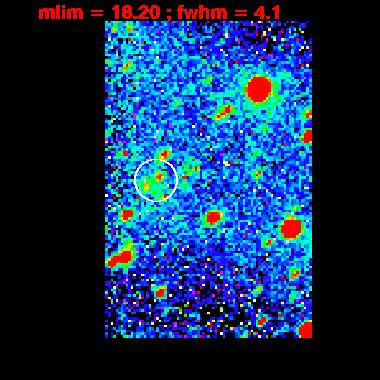 mlim = 18.20 ; fwhm = 4.1